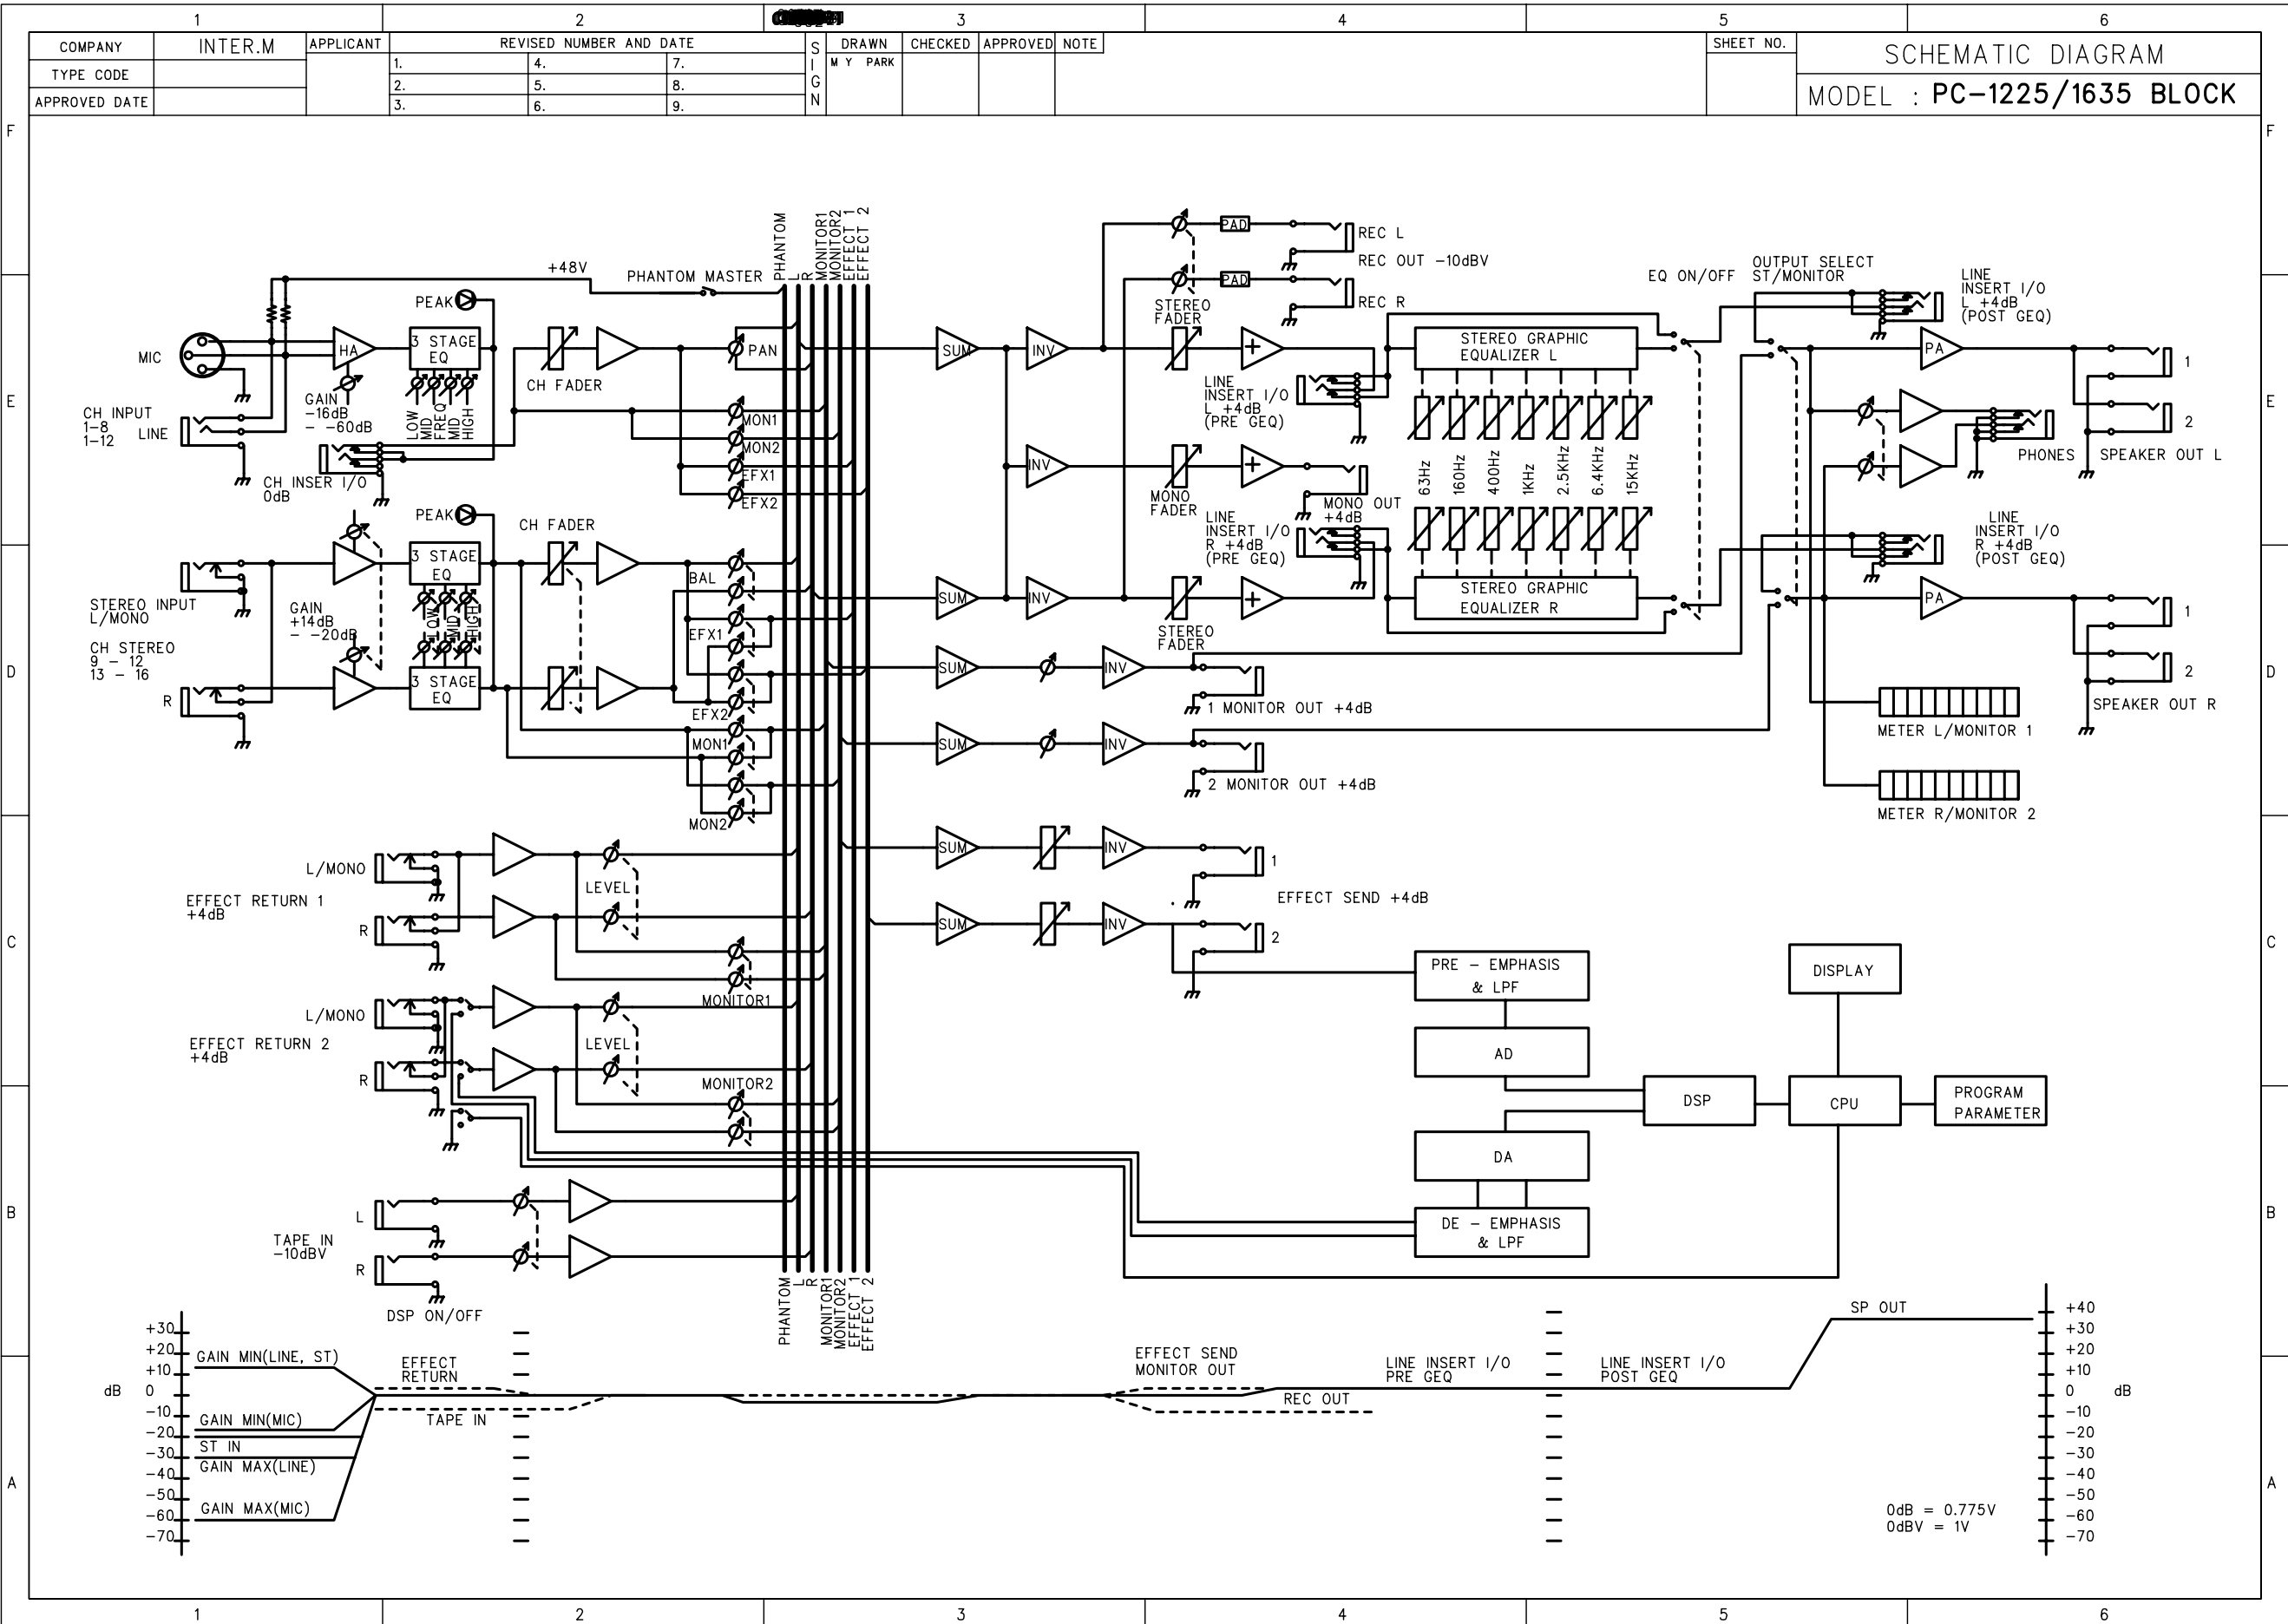 1 2 3 4 5 6
COMPANY INTER.M APPLICANT REVISED NUMBER AND DATE SIGN DRAWN CHECKED APPROVED NOTE SHEET NO. SCHEMATIC DIAGRAM
TYPE CODE 1. 4. 7. M Y PARK
2. 5. 8.
APPROVED DATE 3. 6. 9.
MODEL : PC-1225/1635 BLOCK
F F
E E
D D
C C
B B
A A
PHANTOM
L
R
MONITOR1
MONITOR2
EFFECT 1
EFFECT 2
+48V
PHANTOM MASTER
PEAK
MIC
HA
3 STAGE
EQ
GAIN
-16dB
- -60dB
LOW
MID
FREQ
MID
HIGH
CH FADER
PAN
MON1
MON2
EFX1
EFX2
CH INPUT
1-8
1-12
LINE
CH INSER I/O
0dB
PEAK
CH FADER
3 STAGE
EQ
STEREO INPUT
L/MONO
GAIN
+14dB
- -20dB
LOW
MID
HIGH
CH STEREO
9 - 12
13 - 16
R
3 STAGE
EQ
BAL
EFX1
EFX2
MON1
MON2
L/MONO
EFFECT RETURN 1
+4dB
R
LEVEL
MONITOR1
L/MONO
EFFECT RETURN 2
+4dB
R
LEVEL
MONITOR2
L
TAPE IN
-10dBV
R
DSP ON/OFF
PHANTOM
L
R
MONITOR1
MONITOR2
EFFECT 1
EFFECT 2
PAD
REC L
REC OUT -10dBV
PAD
REC R
STEREO
FADER
SUM
INV
+
LINE
INSERT I/O
L +4dB
(PRE GEQ)
INV
MONO
FADER
+
MONO OUT
+4dB
LINE
INSERT I/O
R +4dB
(PRE GEQ)
SUM
INV
+
STEREO
FADER
SUM
INV
1 MONITOR OUT +4dB
SUM
INV
2 MONITOR OUT +4dB
SUM
INV
1
EFFECT SEND +4dB
SUM
INV
2
STEREO GRAPHIC
EQUALIZER L
63Hz
160Hz
400Hz
1KHz
2.5KHz
6.4KHz
15KHz
STEREO GRAPHIC
EQUALIZER R
EQ ON/OFF
OUTPUT SELECT
ST/MONITOR
LINE
INSERT I/O
L +4dB
(POST GEQ)
PA
1
2
PHONES
SPEAKER OUT L
LINE
INSERT I/O
R +4dB
(POST GEQ)
PA
1
2
SPEAKER OUT R
METER L/MONITOR 1
METER R/MONITOR 2
PRE - EMPHASIS
& LPF
AD
DISPLAY
DSP
CPU
PROGRAM
PARAMETER
DA
DE - EMPHASIS
& LPF
+30
+20
+10
dB 0
-10
-20
-30
-40
-50
-60
-70
GAIN MIN(LINE, ST)
GAIN MIN(MIC)
ST IN
GAIN MAX(LINE)
GAIN MAX(MIC)
EFFECT
RETURN
TAPE IN
EFFECT SEND
MONITOR OUT
REC OUT
LINE INSERT I/O
PRE GEQ
LINE INSERT I/O
POST GEQ
SP OUT
+40
+30
+20
+10
0 dB
-10
-20
-30
-40
-50
-60
-70
0dB = 0.775V
0dBV = 1V
1 2 3 4 5 6